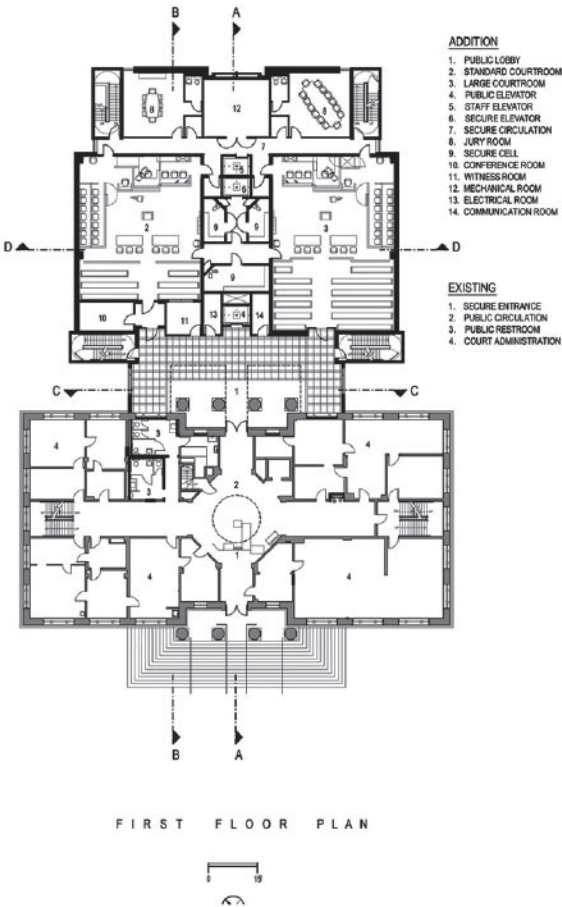 B A
ADDITION
1. PUBLIC LOBBY
2. STANDARD COURTROOM
3. LARGE COURTROOM
4. PUBLIC ELEVATOR
5. STAFF ELEVATOR
6. SECURE ELEVATOR
7. SECURE CIRCULATION
8. JURY ROOM
9. SECURE CELL
10. CONFERENCE ROOM
11. WITNESS ROOM
12. MECHANICAL ROOM
13. ELECTRICAL ROOM
14. COMMUNICATION ROOM
EXISTING
1. SECURE ENTRANCE
2. PUBLIC CIRCULATION
3. PUBLIC RESTROOM
4. COURT ADMINISTRATION
8 12 8
7
5
6
2 9 9 3
D D
9
10 11 13 4 14
C 1 C
4 3 4
3 2
1
4 4
B A
FIRST FLOOR PLAN
0 15'